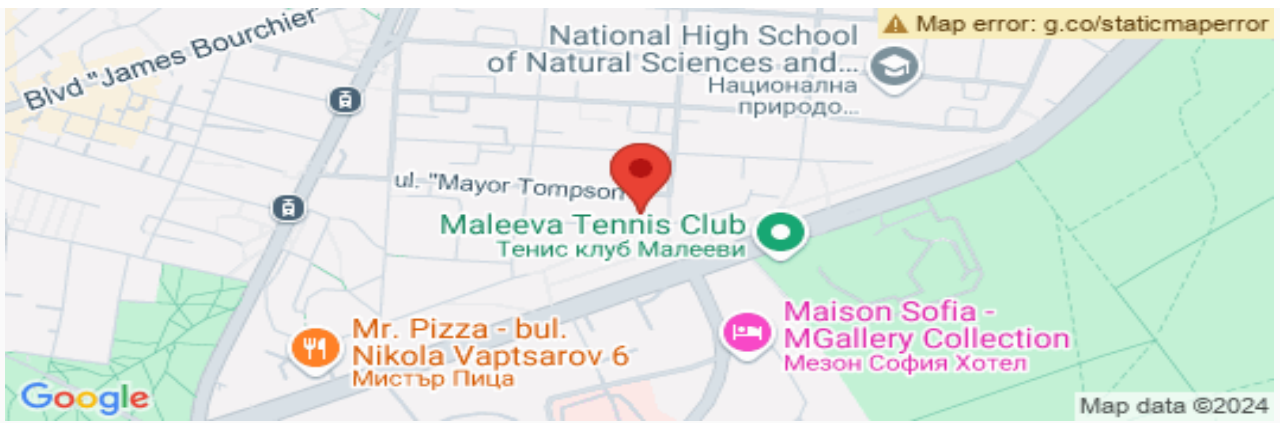 Map error: g.co/staticmaperror
Blvd "James Bourchier
National High School
of Natural Sciences and...
Национална
природо...
ul. "Mayor Tompson
Maleeva Tennis Club
Тенис клуб Малееви
Mr. Pizza - bul.
Nikola Vaptsarov 6
Мистър Пица
Maison Sofia -
MGallery Collection
Мезон София Хотел
Google
Map data ©2024